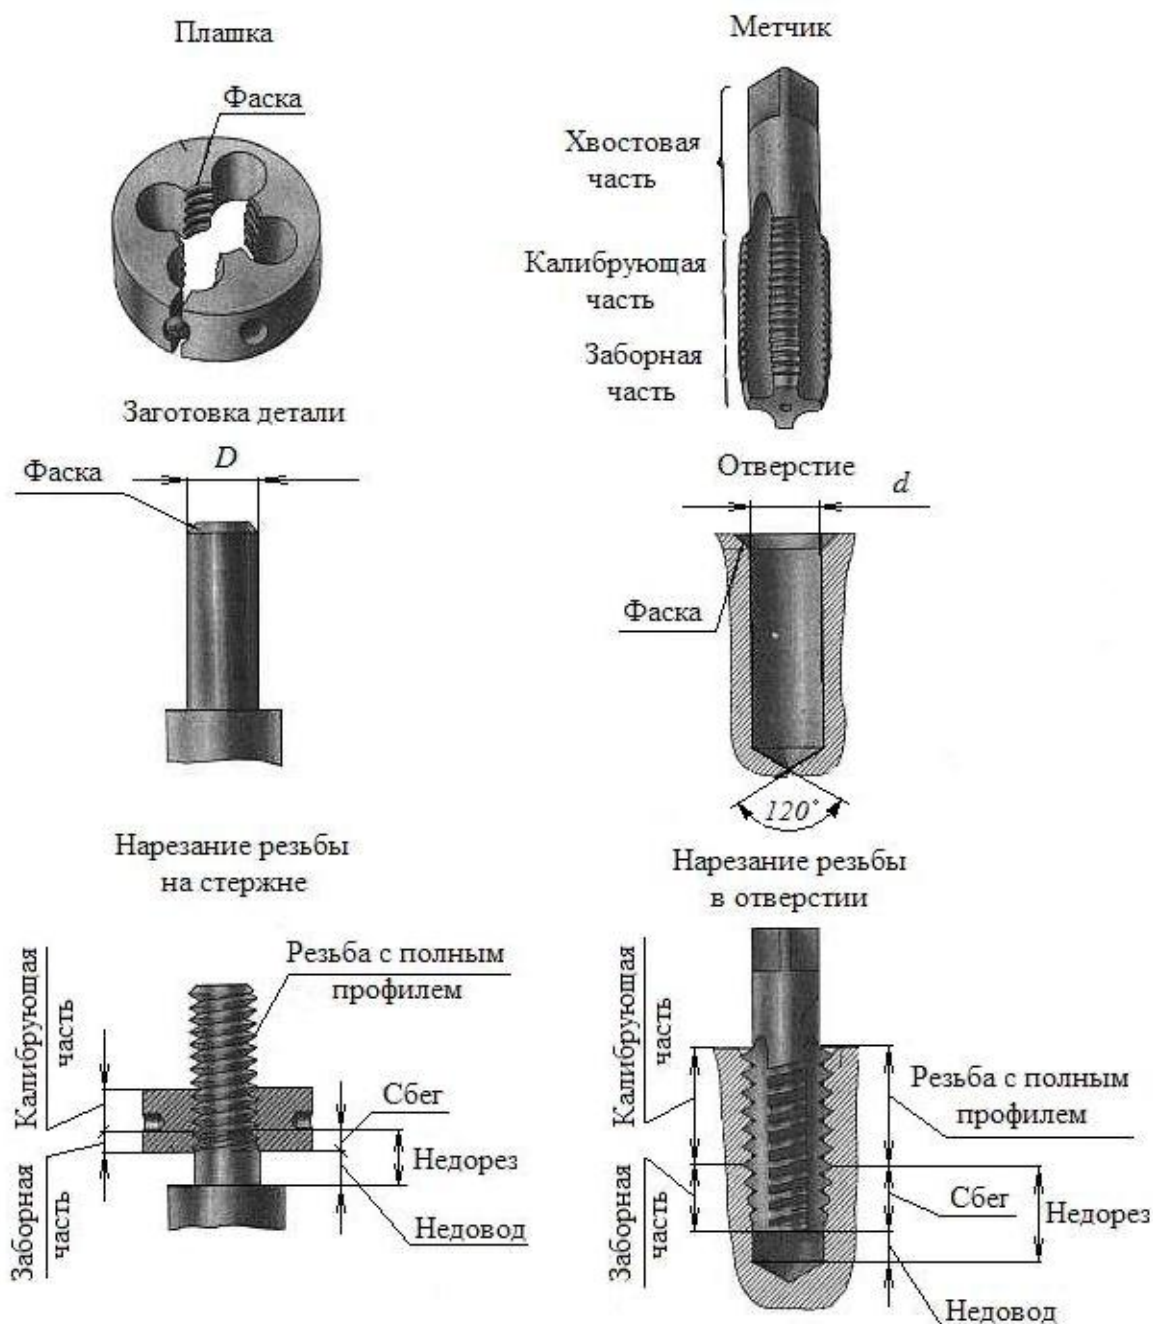 Плашка
Метчик
Фаска
Хвостовая
часть
Калибрующая
часть
Заборная
часть
Заготовка детали
D
Фаска
Отверстие
d
Фаска
120°
Нарезание резьбы
на стержне
Нарезание резьбы
в отверстии
Калибрующая
часть
Заборная
часть
Резьба с полным
профилем
Сбег
Недорез
Недовод
Калибрующая
часть
Заборная
часть
Резьба с полным
профилем
Сбег
Недорез
Недовод